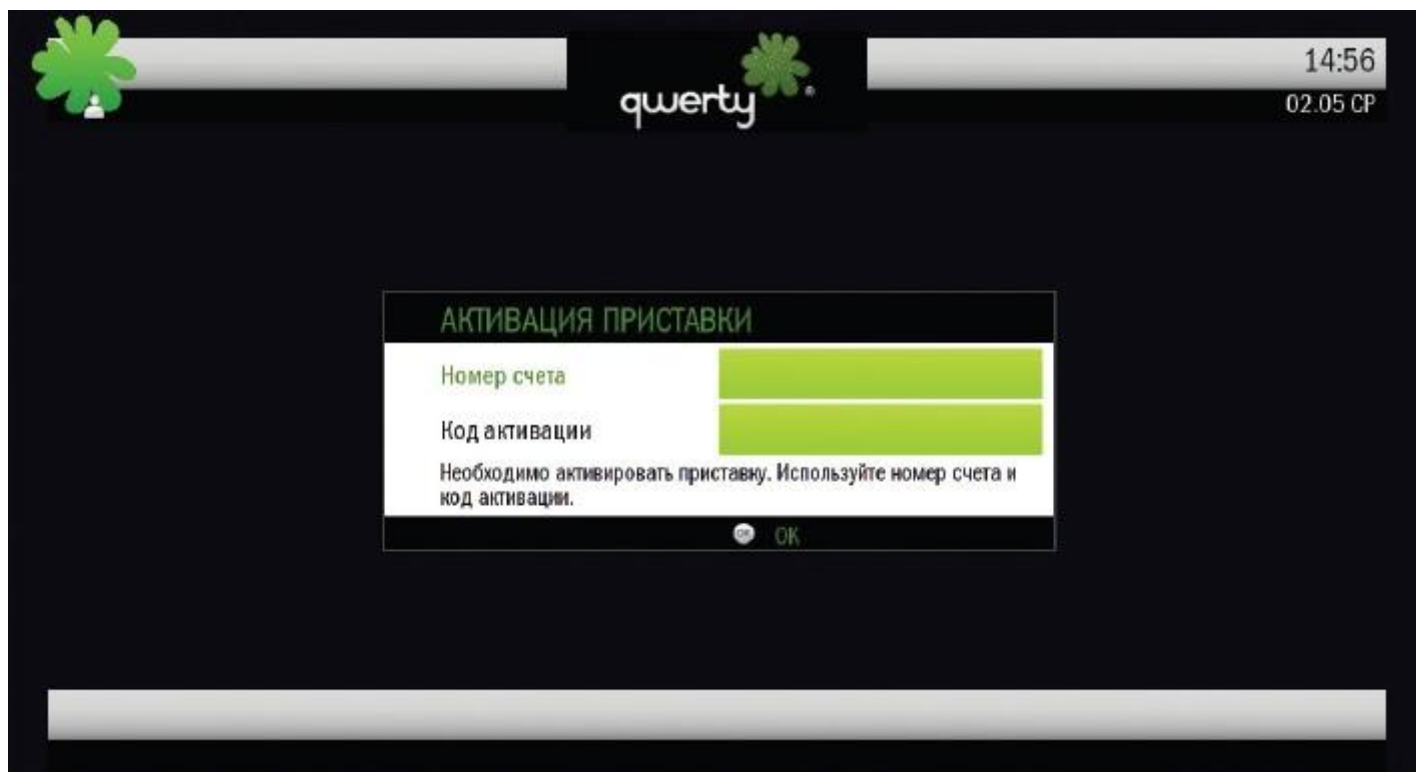 14:56
qwerty®
02.05 СР
АКТИВАЦИЯ ПРИСТАВКИ
Номер счета
Код активации
Необходимо активировать приставку. Используйте номер счета и
код активации.
OK OK